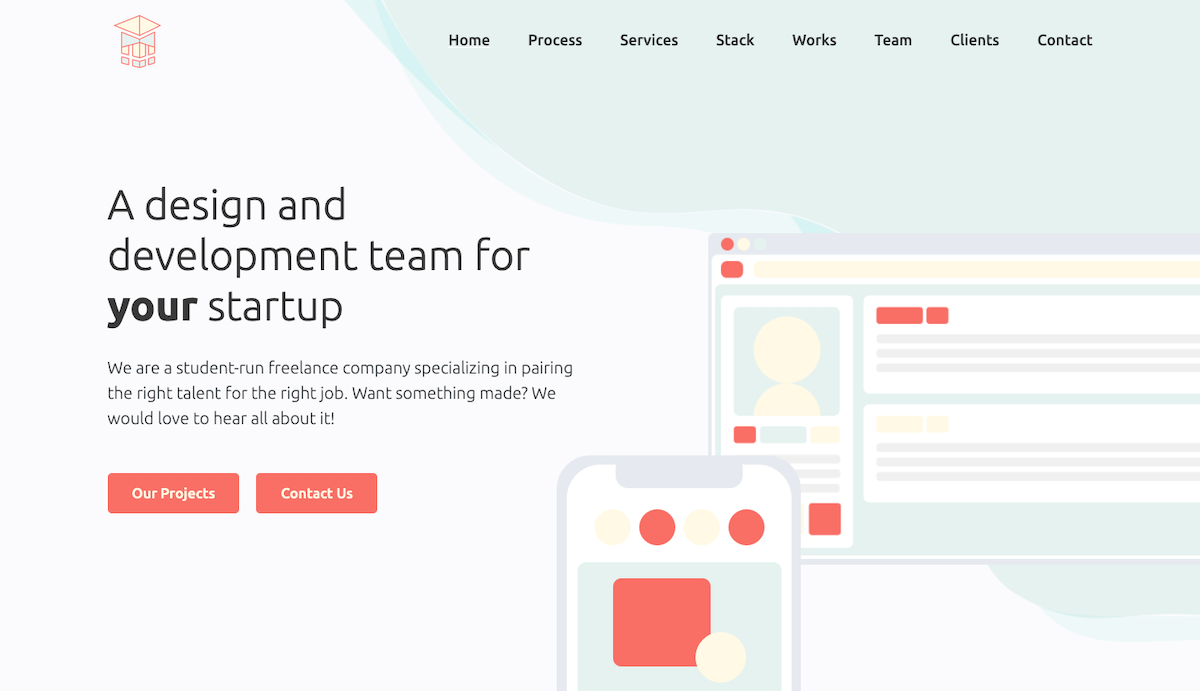 Home Process Services Stack Works Team Clients Contact
A design and
development team for
your startup
We are a student-run freelance company specializing in pairing
the right talent for the right job. Want something made? We
would love to hear all about it!
Our Projects Contact Us